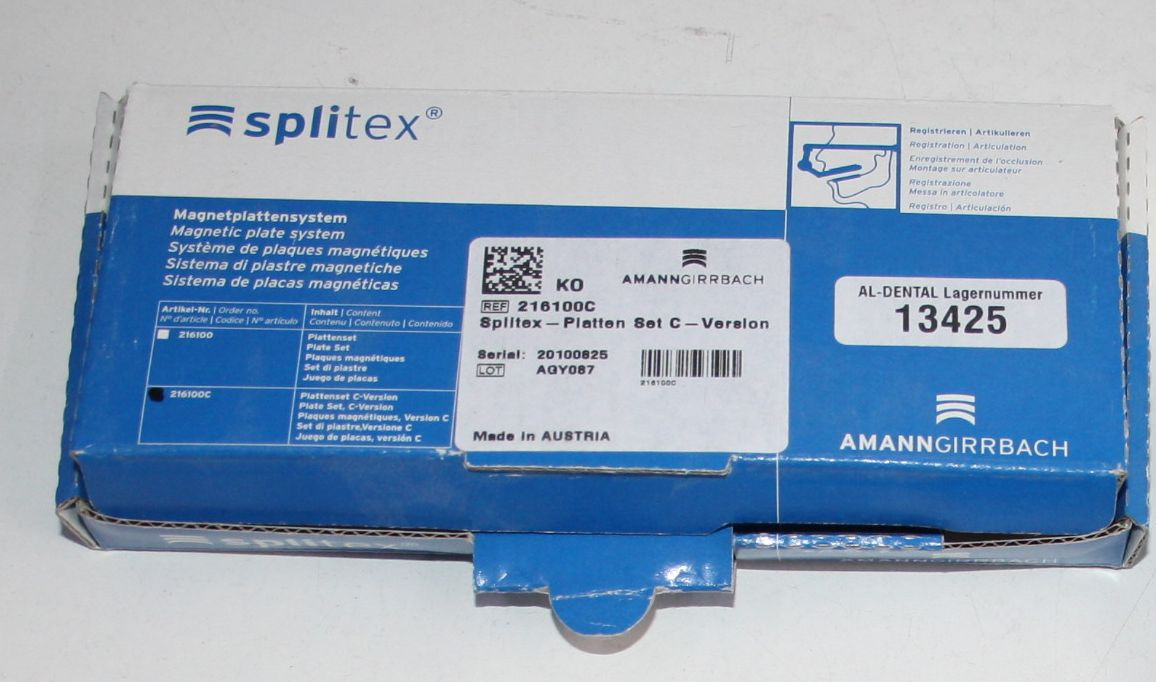 splitex®
Registrieren | Artikulieren
Registration | Articulation
Enregistrement de l'occlusion
Montage sur articulateur
Registrazione
Messa in articolatore
Registro | Articulación
Magnetplattensystem
Magnetic plate system
Système de plaques magnétiques
Sistema di piastre magnetiche
Sistema de placas magnéticas
Artikel-Nr. | Order no.
N° d'article | Codice | N° artículo
Inhalt | Content
Contenu | Contenuto | Contenido
216100
Plattenset
Plate Set
Plaques magnétiques
Set di piastre
Juego de placas
216100C
Plattenset, C-Version
Plate Set, C-Version
Plaques magnétiques, Version C
Set di piastre,Versione C
Juego de placas, versión C
KO
AMANNGIRRBACH
REF 216100C
Splitex-Platten Set C-Version
Serial: 20100825
LOT AGY087
216100C
Made in AUSTRIA
AL-DENTAL Lagernummer
13425
AMANNGIRRBACH
splitex®
AMANNGIRRBACH